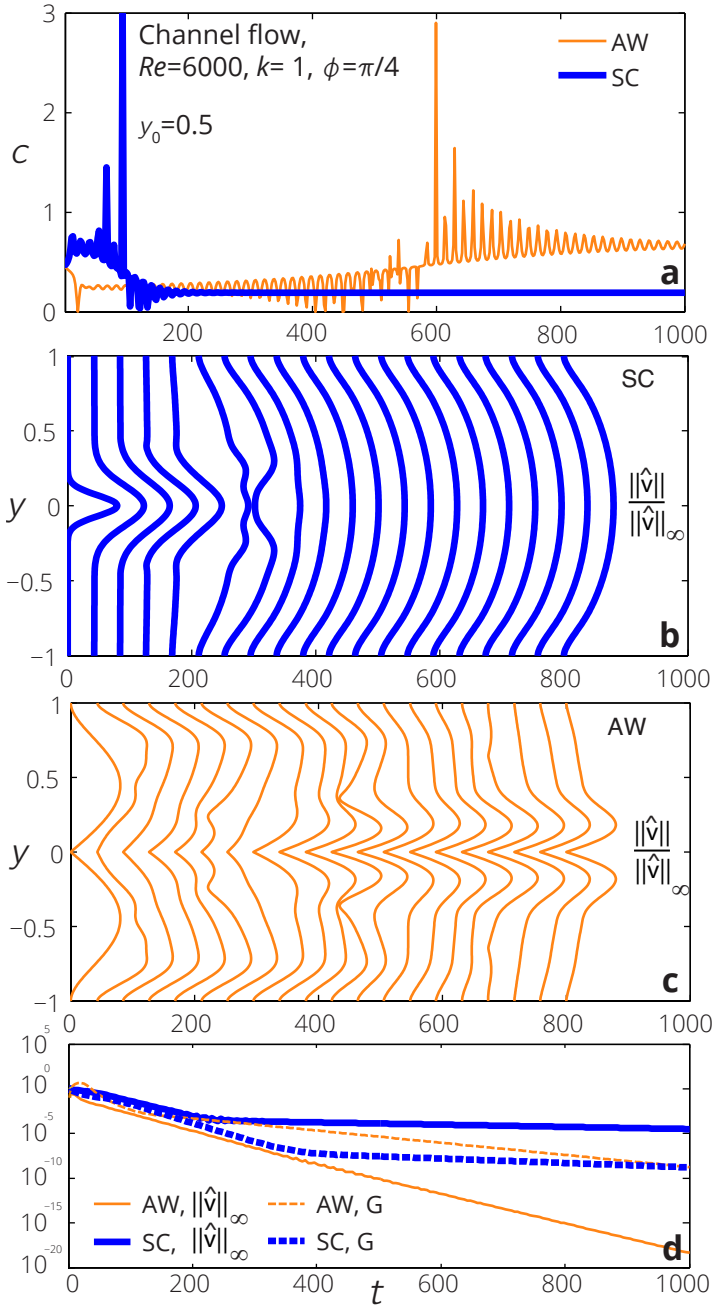 3
Channel flow,
Re=6000, k= 1, ϕ=π/4
AW
SC
2
y₀=0.5
c
1
a
0
200 400 600 800 1000
1
SC
0.5
y
0
||v̂||
||v̂||∞
−0.5
−1
b
0 200 400 600 800 1000
1
AW
0.5
y
0
||v̂||
||v̂||∞
−0.5
−1
c
0 200 400 600 800 1000
10⁵
10⁰
10⁻⁵
10⁻¹⁰
10⁻¹⁵
10⁻²⁰
AW, ||v̂||∞ AW, G
SC, ||v̂||∞ SC, G
d
0 200 400 600 800 1000
t